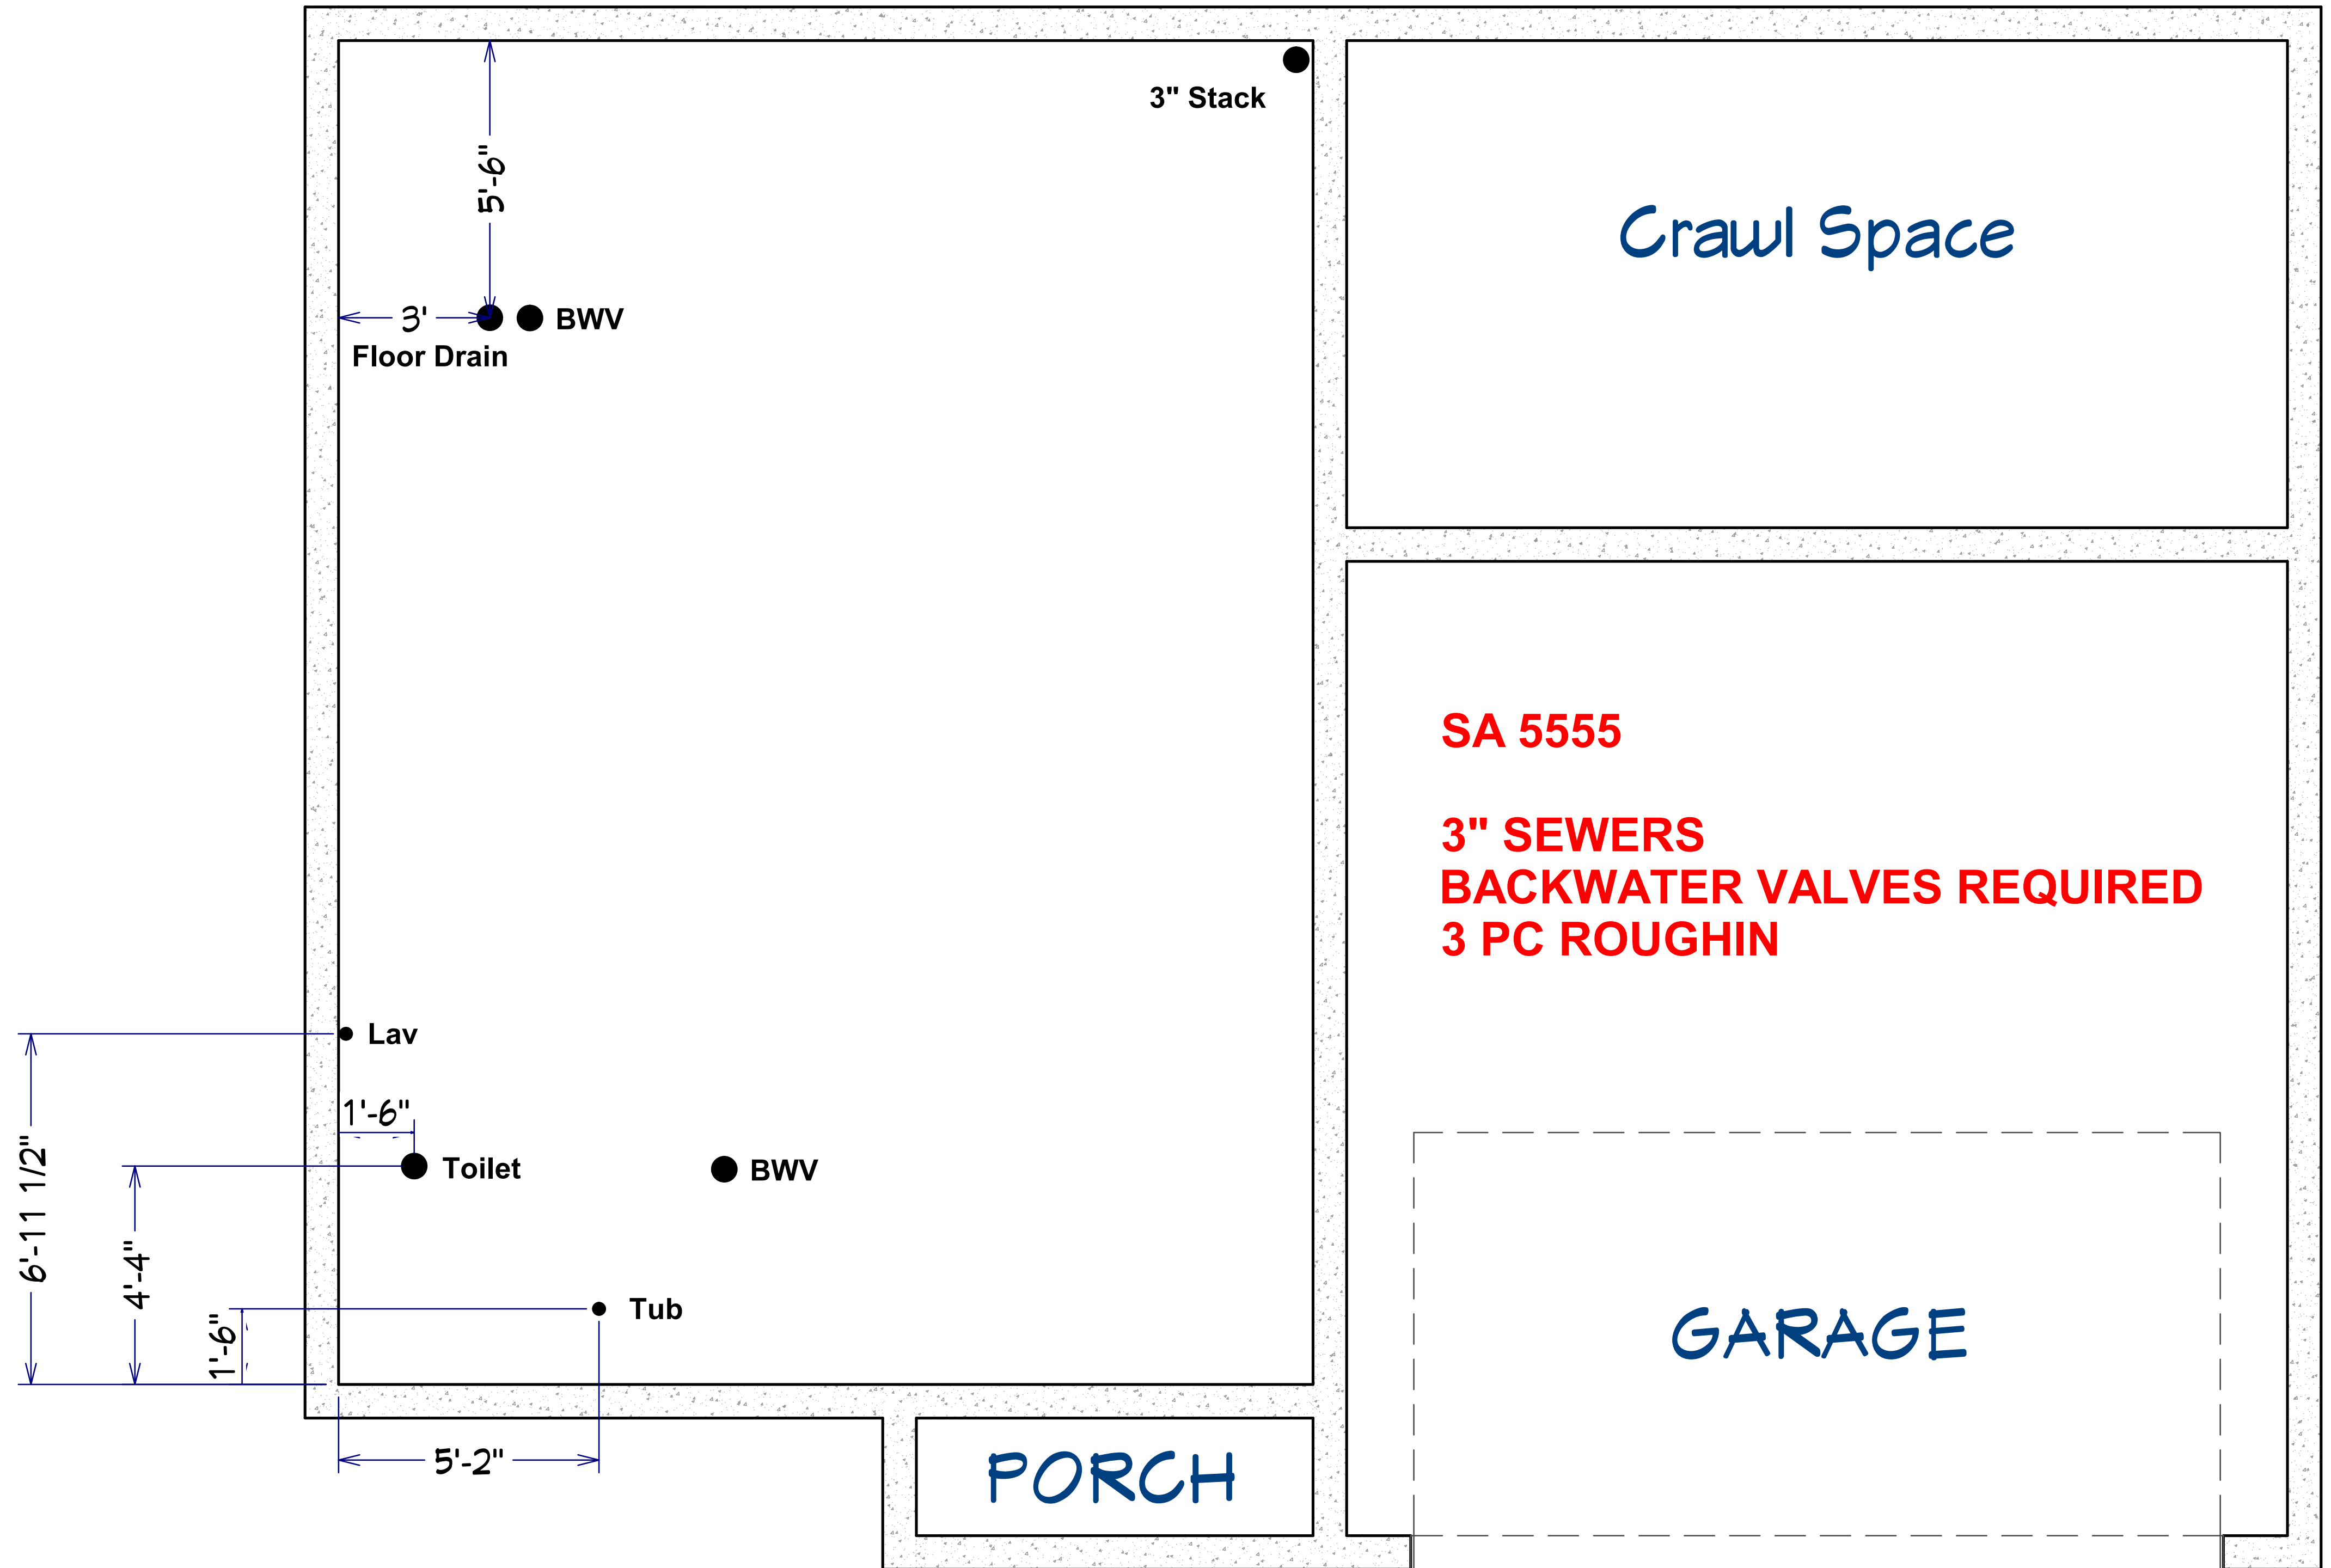 3" Stack
5'-6"
Crawl Space
3'
BWV
Floor Drain
SA 5555
3" SEWERS
BACKWATER VALVES REQUIRED
3 PC ROUGHIN
Lav
1'-6"
Toilet
BWV
6'-11 1/2"
4'-4"
1'-6"
Tub
GARAGE
5'-2"
PORCH